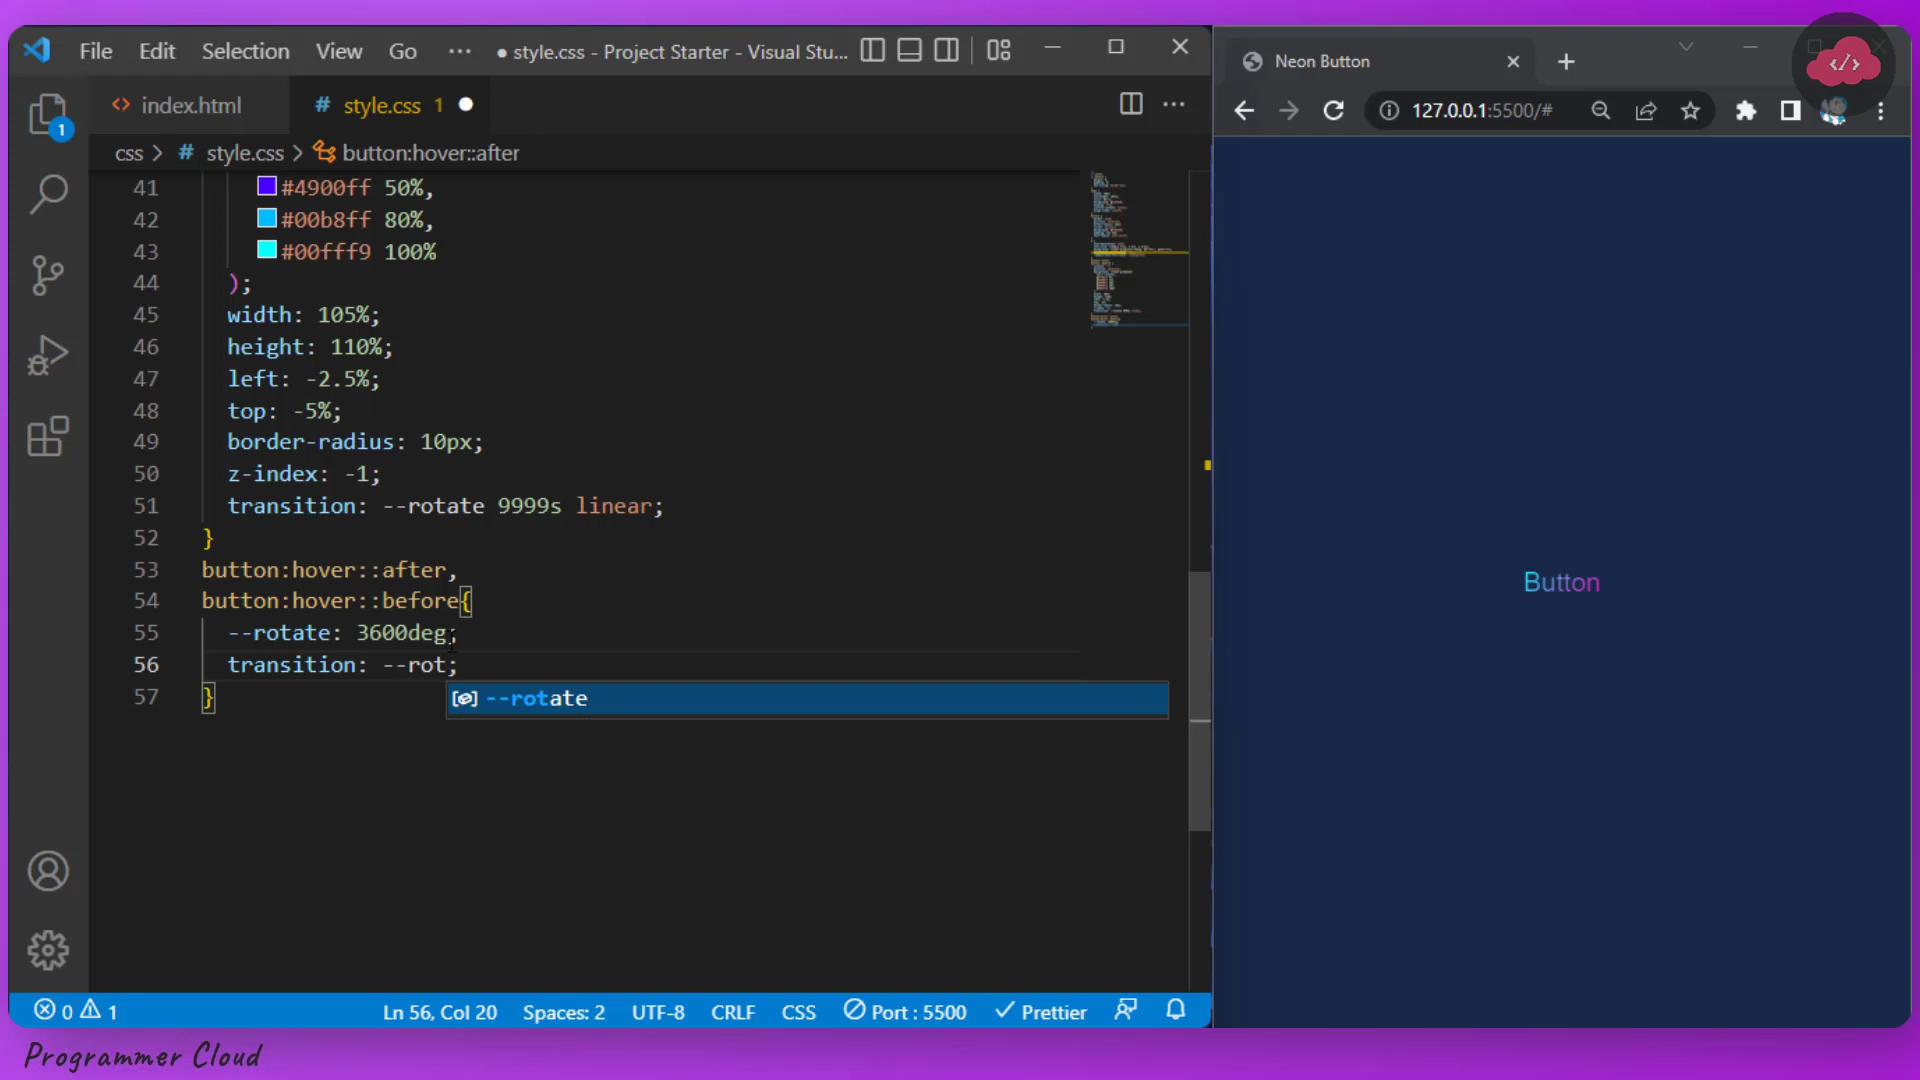 File Edit Selection View Go ··· ● style.css - Project Starter - Visual Stu...
index.html # style.css 1 ●
css > # style.css > button:hover::after
41 #4900ff 50%,
42 #00b8ff 80%,
43 #00fff9 100%
44 );
45 width: 105%;
46 height: 110%;
47 left: -2.5%;
48 top: -5%;
49 border-radius: 10px;
50 z-index: -1;
51 transition: --rotate 9999s linear;
52 }
53 button:hover::after,
54 button:hover::before{
55 --rotate: 3600deg;
56 transition: --rot;
57 }
--rotate
1
0 1 Ln 56, Col 20 Spaces: 2 UTF-8 CRLF CSS Port : 5500 Prettier
Neon Button
127.0.0.1:5500/#
</>
Button
Programmer Cloud